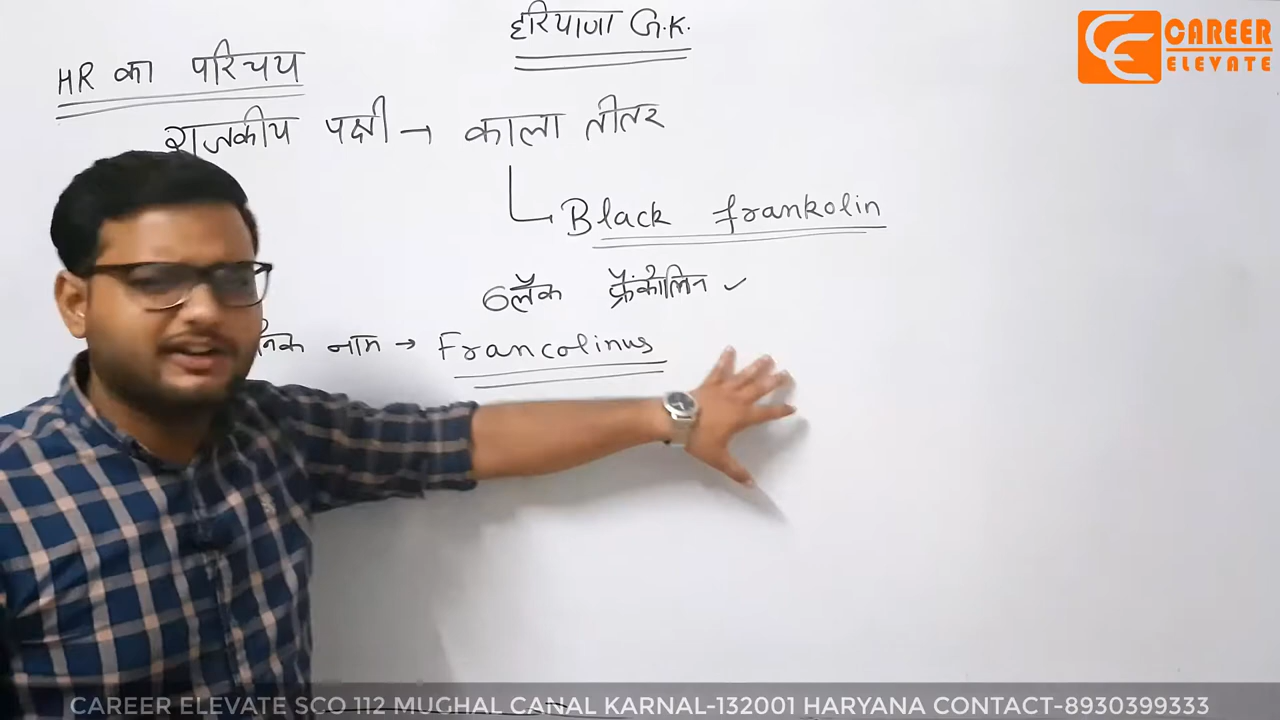 हरियाणा G.K.
CAREER
ELEVATE
HR का परिचय
राजकीय पक्षी → काला तीतर
Black frankolin
ब्लैक फ्रैंकोलिन ✓
नाम → Francolinus
CAREER ELEVATE SCO 112 MUGHAL CANAL KARNAL-132001 HARYANA CONTACT-8930399333